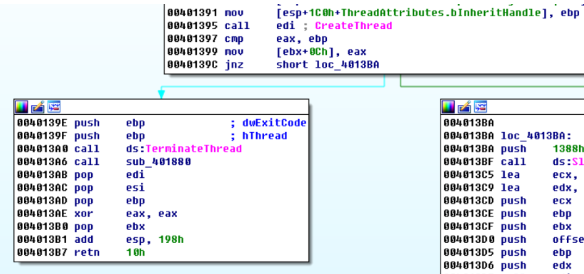 00401391 mov [esp+1C0h+ThreadAttributes.bInheritHandle], ebp
00401395 call edi ; CreateThread
00401397 cmp eax, ebp
00401399 mov [ebx+0Ch], eax
0040139C jnz short loc_4013BA
0040139E push ebp ; dwExitCode
0040139F push ebp ; hThread
004013A0 call ds:TerminateThread
004013A6 call sub_401880
004013AB pop edi
004013AC pop esi
004013AD pop ebp
004013AE xor eax, eax
004013B0 pop ebx
004013B1 add esp, 198h
004013B7 retn 10h
004013BA
004013BA loc_4013BA:
004013BA push 1388h
004013BF call ds:Sl
004013C5 lea ecx,
004013C9 lea edx,
004013CD push ecx
004013CE push ebp
004013CF push ebx
004013D0 push offse
004013D5 push ebp
004013D6 push edx